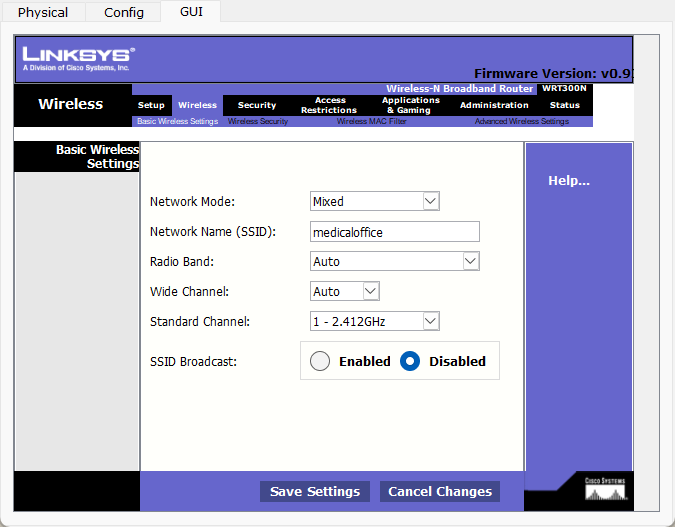 Physical Config GUI
LINKSYS®
A Division of Cisco Systems, Inc.
Firmware Version: v0.9
Wireless-N Broadband Router WRT300N
Wireless
Setup Wireless Security Access Restrictions Applications & Gaming Administration Status
Basic Wireless Settings Wireless Security Wireless MAC Filter Advanced Wireless Settings
Basic Wireless
Settings
Help...
Network Mode: Mixed
Network Name (SSID): medicaloffice
Radio Band: Auto
Wide Channel: Auto
Standard Channel: 1 - 2.412GHz
SSID Broadcast: Enabled Disabled
Save Settings Cancel Changes
CISCO SYSTEMS